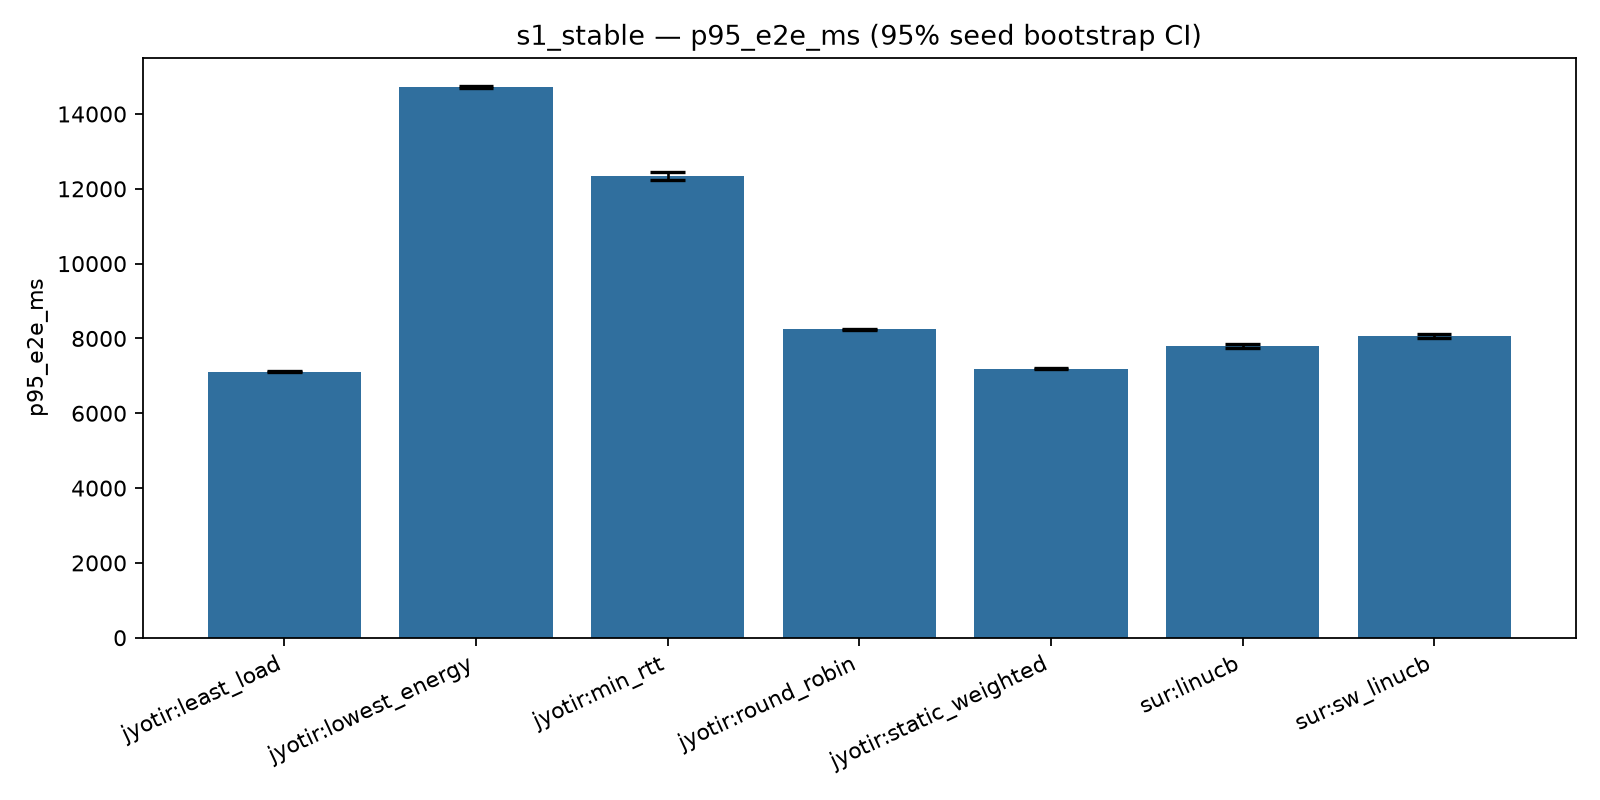 s1_stable — p95_e2e_ms (95% seed bootstrap CI)
p95_e2e_ms
14000
12000
10000
8000
6000
4000
2000
0
jyotir:least_load
jyotir:lowest_energy
jyotir:min_rtt
jyotir:round_robin
jyotir:static_weighted
sur:linucb
sur:sw_linucb